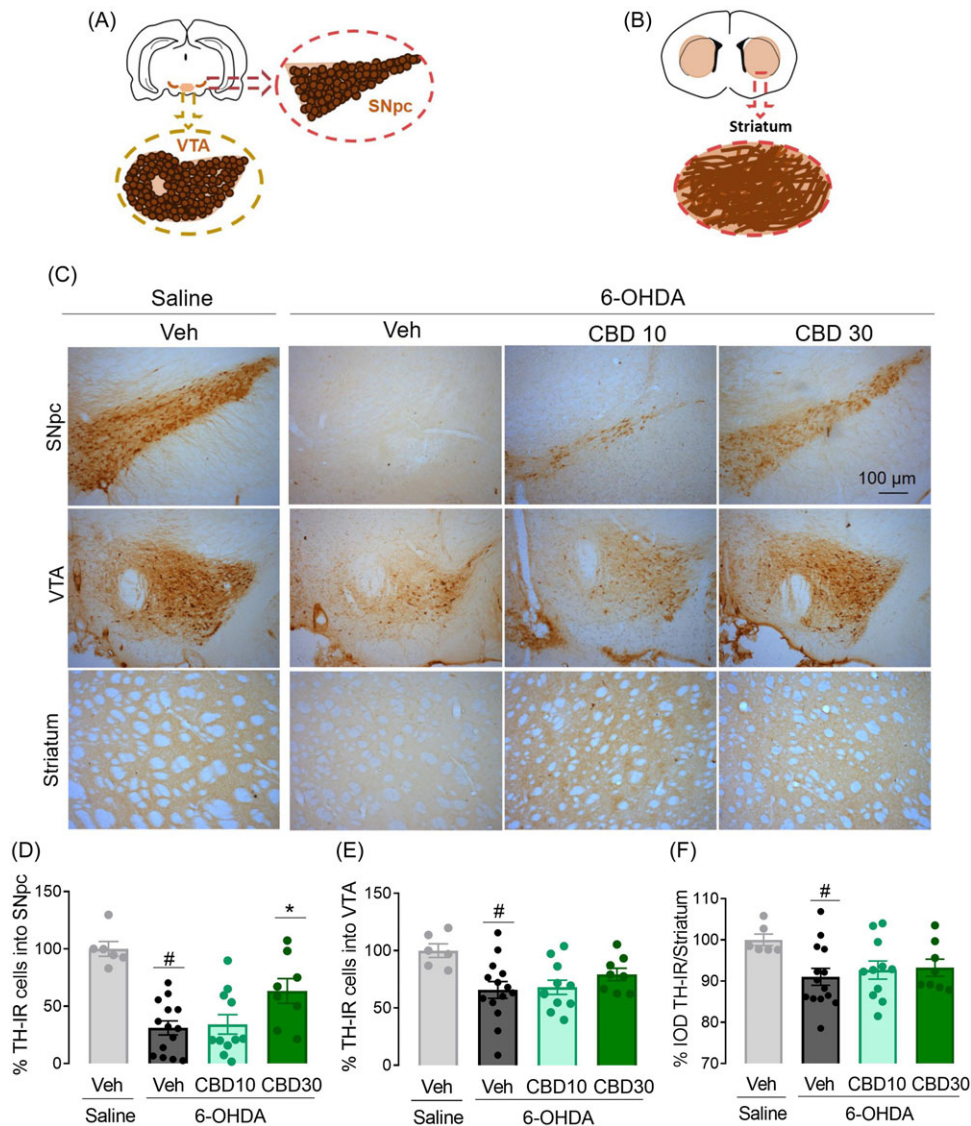 (A)
(B)
SNpc
VTA
Striatum
(C)
Saline
6-OHDA
Veh
Veh
CBD 10
CBD 30
SNpc
100 µm
VTA
Striatum
(D)
% TH-IR cells into SNpc
150
100
50
0
#
*
Veh
Veh
CBD10
CBD30
Saline
6-OHDA
(E)
% TH-IR cells into VTA
150
100
50
0
#
Veh
Veh
CBD10
CBD30
Saline
6-OHDA
(F)
% IOD TH-IR/Striatum
110
100
90
80
70
#
Veh
Veh
CBD10
CBD30
Saline
6-OHDA